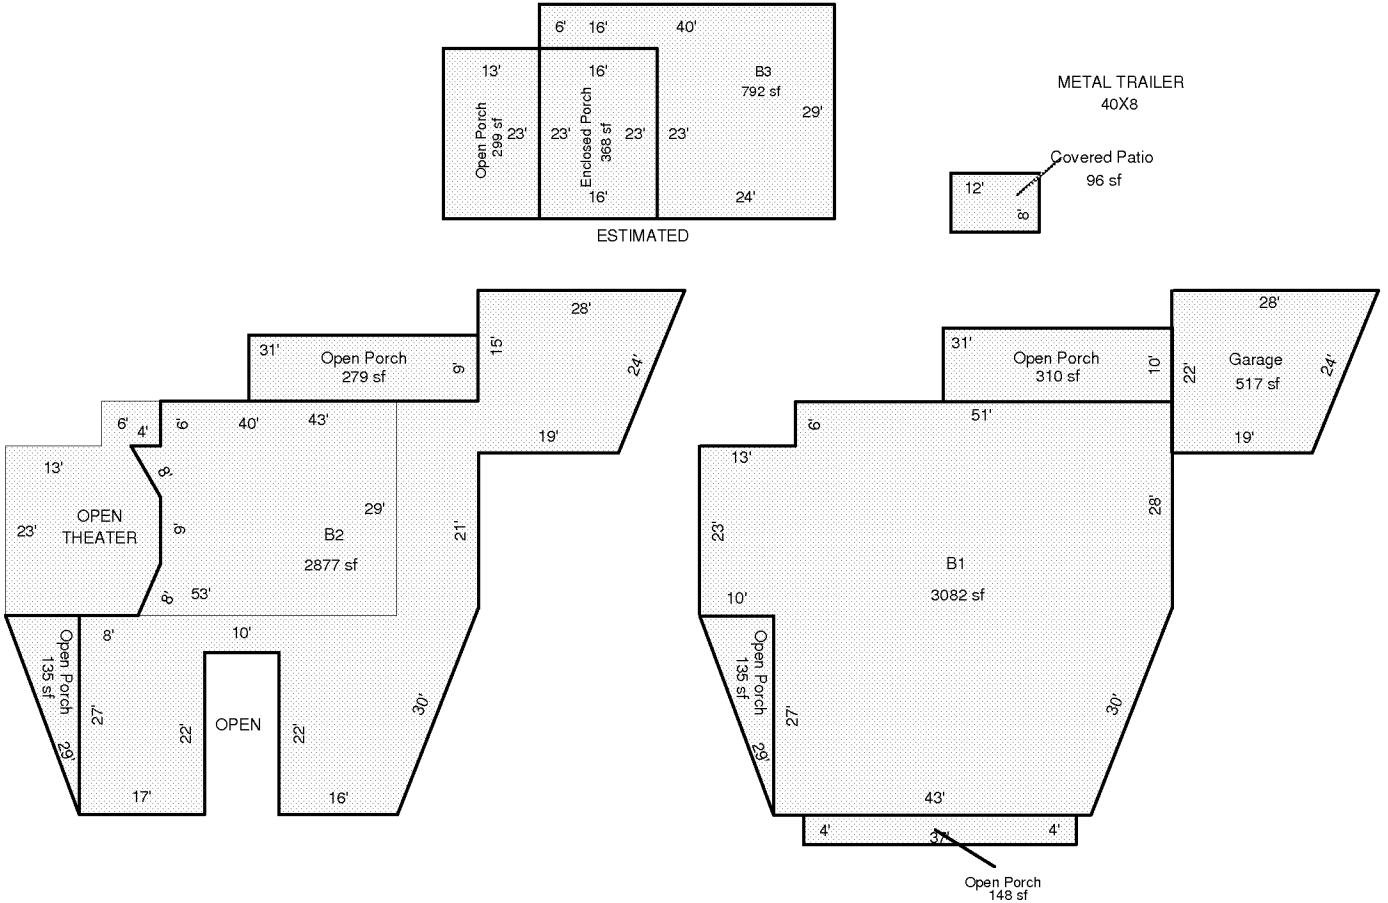 6' 16' 40'
13' 16' B3
792 sf
29'
Open Porch
299 sf
23' 23'
Enclosed Porch
368 sf
23' 23'
16' 24'
ESTIMATED
METAL TRAILER
40X8
Covered Patio
96 sf
12'
8'
28'
15'
24'
19'
31'
Open Porch
279 sf
9'
6' 4' 6' 40' 43'
13' 8'
29'
23'
OPEN
THEATER
9'
B2
2877 sf
21'
8' 53'
8' 10'
Open Porch
135 sf
27'
29'
22'
OPEN
22'
30'
17' 16'
28'
31'
Open Porch
310 sf
10'
22'
Garage
517 sf
24'
19'
6' 51'
13'
23'
28'
B1
3082 sf
10'
Open Porch
135 sf
27'
29'
30'
43'
4' 37' 4'
Open Porch
148 sf